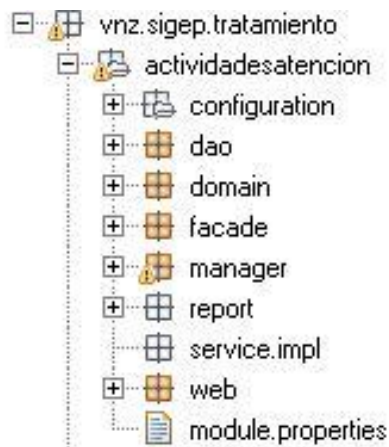 vnz.sigep.tratamiento
actividadesatencion
configuration
dao
domain
facade
manager
report
service.impl
web
module.properties